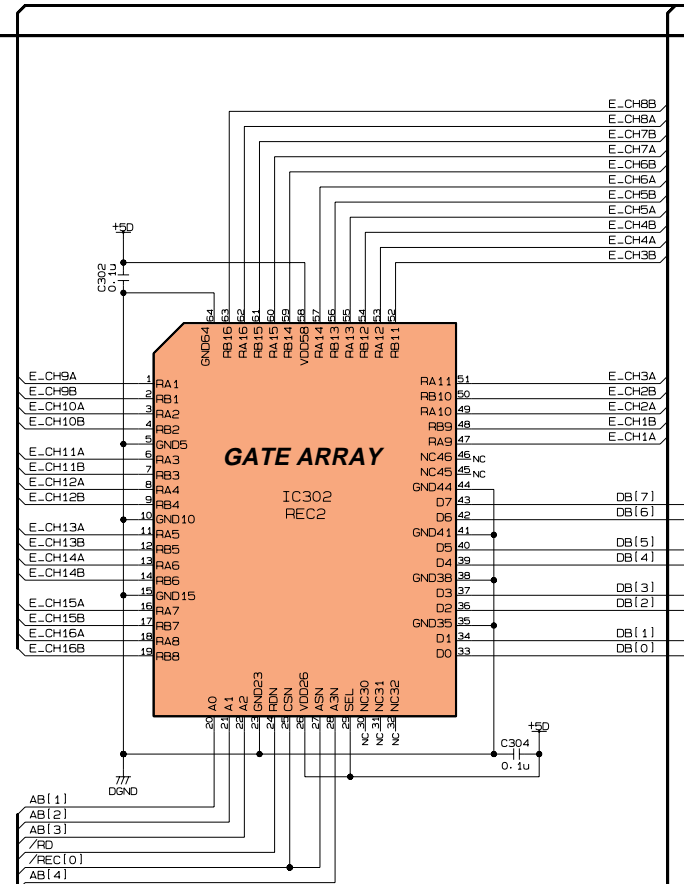 E_CH8B
E_CH8A
E_CH7B
E_CH7A
E_CH6B
E_CH6A
E_CH5B
E_CH5A
E_CH4B
E_CH4A
E_CH3B
+5D
C302
0.1u
64 63 62 61 60 59 58 57 56 55 54 53 52
GND64 RB16 RA16 RB15 RA15 RB14 VDD58 RA14 RB13 RA13 RB12 RA12 RB11
E_CH9A 1 RA1
E_CH9B 2 RB1
E_CH10A 3 RA2
E_CH10B 4 RB2
5 GND5
E_CH11A 6 RA3
E_CH11B 7 RB3
E_CH12A 8 RA4
E_CH12B 9 RB4
10 GND10
E_CH13A 11 RA5
E_CH13B 12 RB5
E_CH14A 13 RA6
E_CH14B 14 RB6
15 GND15
E_CH15A 16 RA7
E_CH15B 17 RB7
E_CH16A 18 RA8
E_CH16B 19 RB8
GATE ARRAY
IC302
REC2
RA11 51 E_CH3A
RB10 50 E_CH2B
RA10 49 E_CH2A
RB9 48 E_CH1B
RA9 47 E_CH1A
NC46 46 NC
NC45 45 NC
GND44 44
D7 43 DB[7]
D6 42 DB[6]
GND41 41
D5 40 DB[5]
D4 39 DB[4]
GND38 38
D3 37 DB[3]
D2 36 DB[2]
GND35 35
D1 34 DB[1]
D0 33 DB[0]
A0 A1 A2 GND23 RDN CSN VDD26 ASN A3N SEL NC30 NC31 NC32
20 21 22 23 24 25 26 27 28 29 30 31 32
NC NC NC
+5D
C304
0.1u
DGND
AB[1]
AB[2]
AB[3]
/RD
/REC[0]
AB[4]